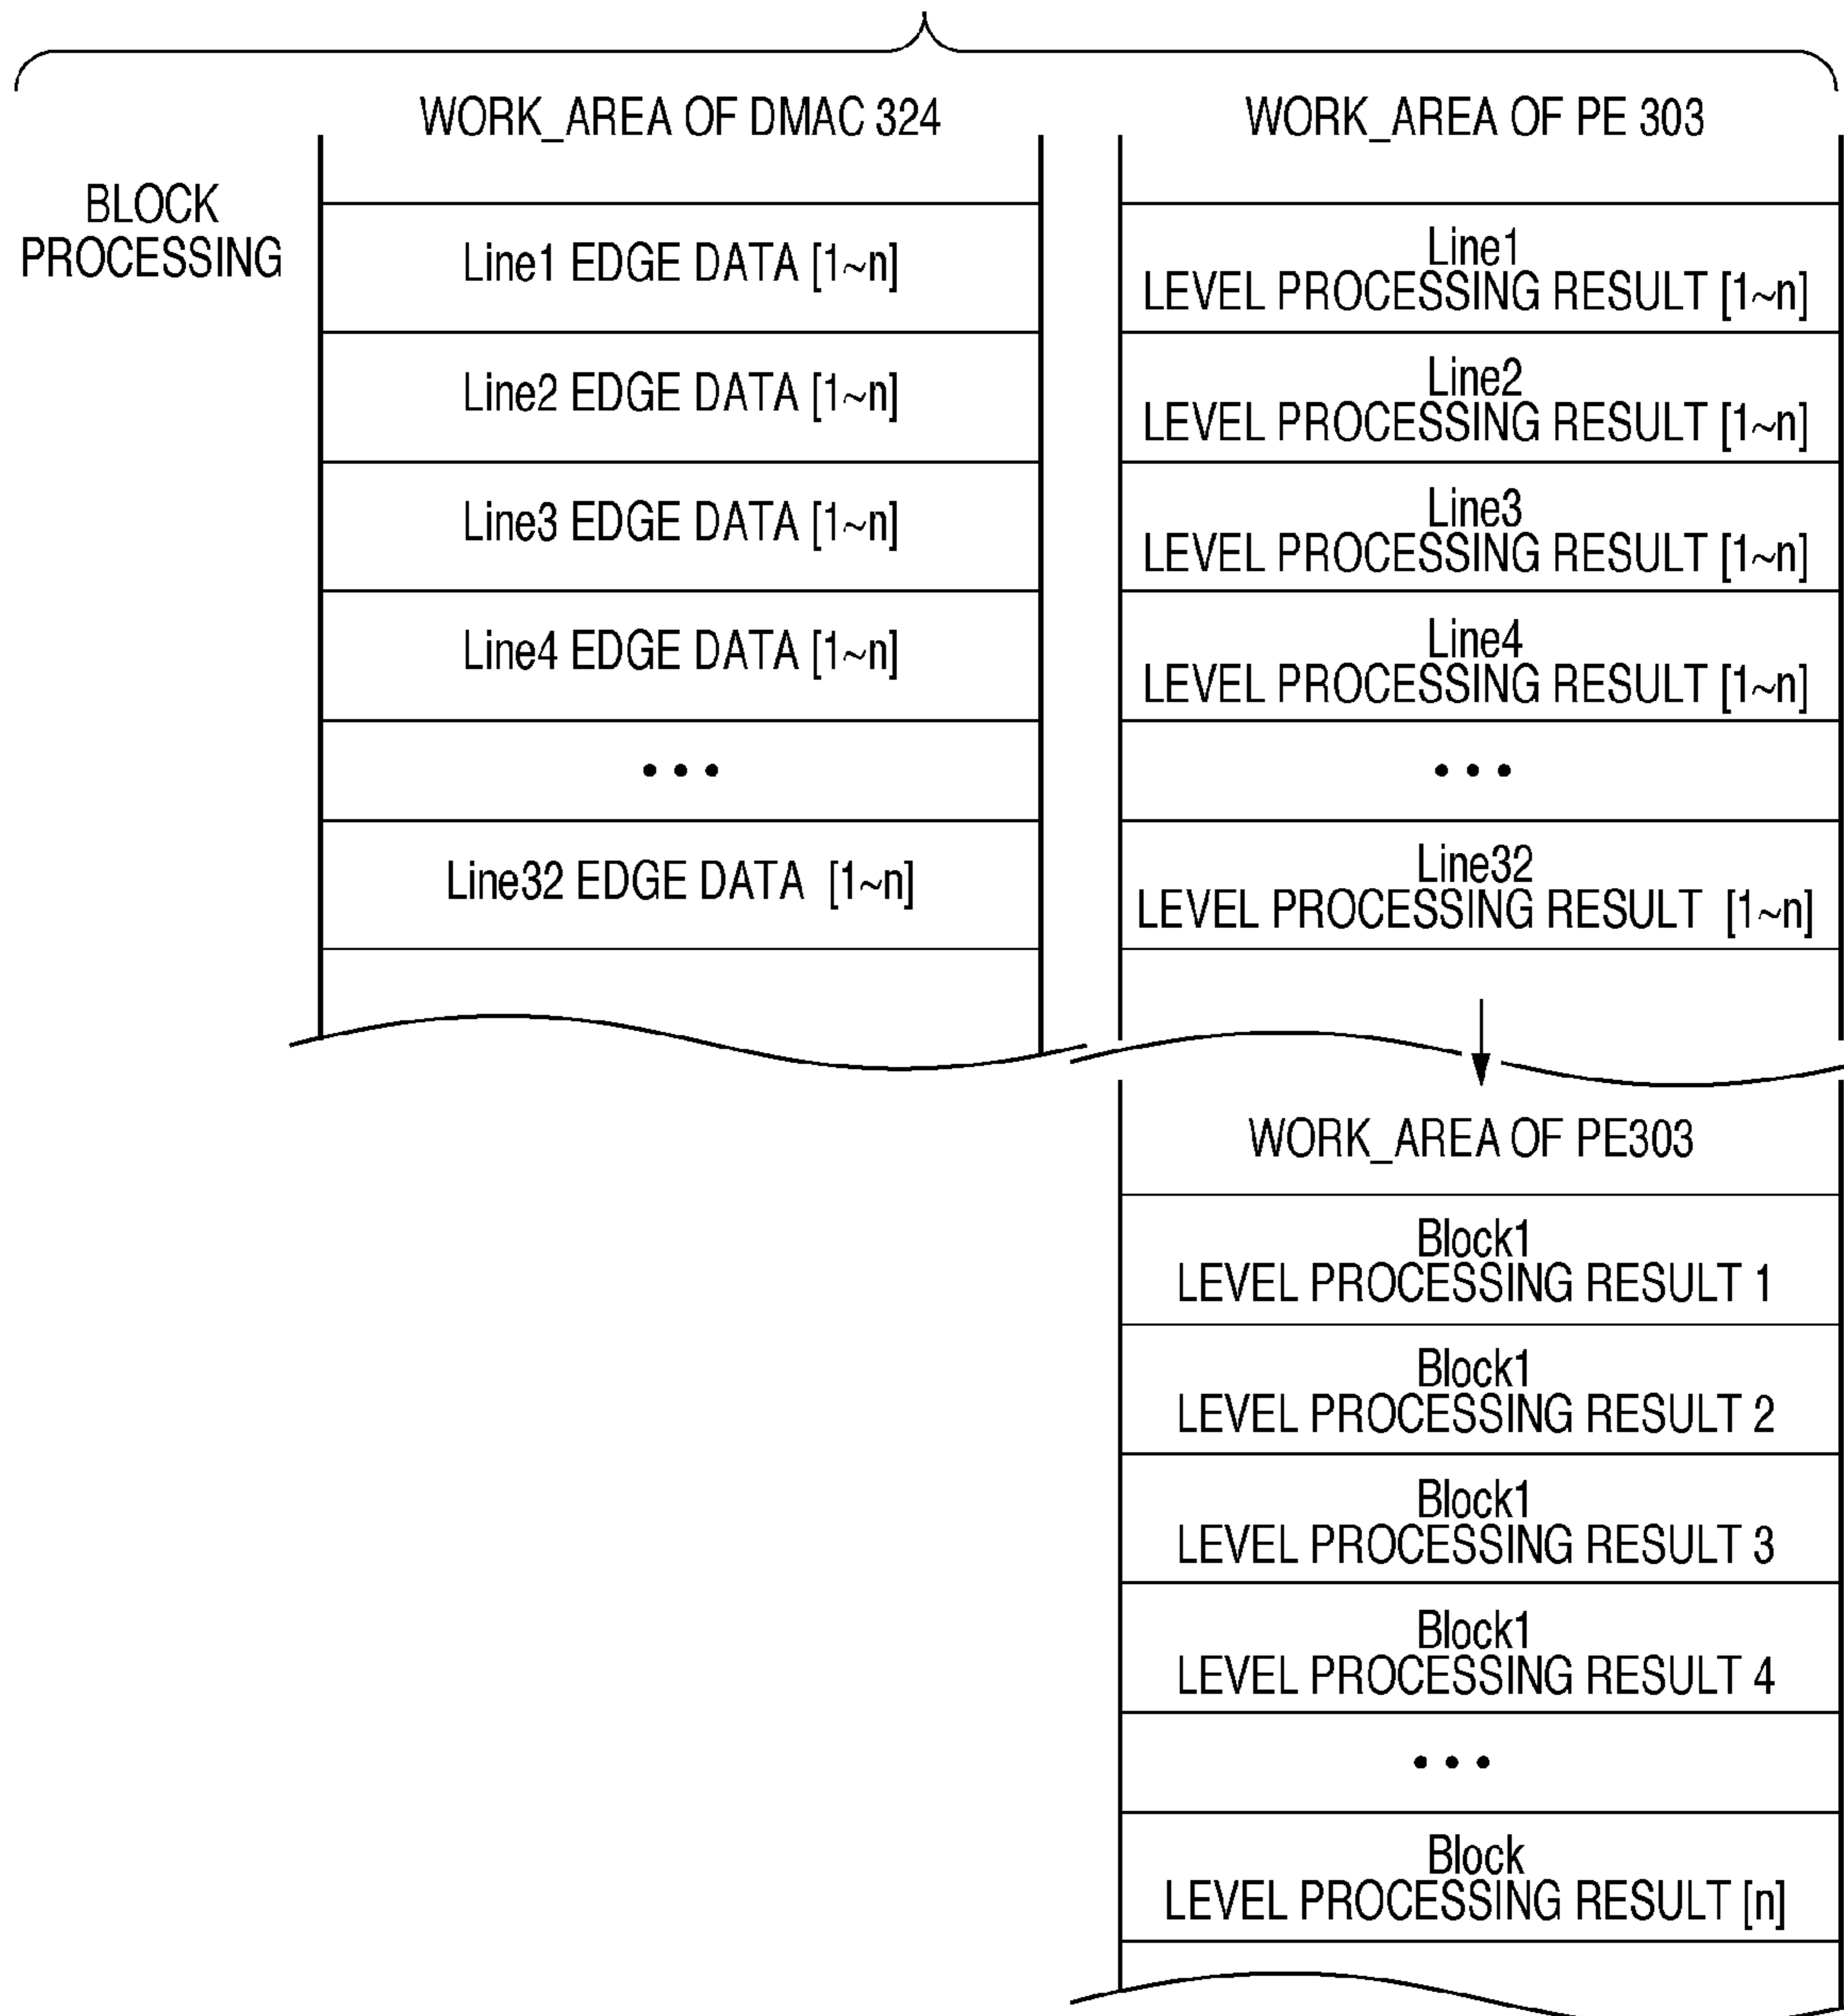 WORK_AREA OF DMAC 324
WORK_AREA OF PE 303
BLOCK
PROCESSING
Line1 EDGE DATA [1~n]
Line1
LEVEL PROCESSING RESULT [1~n]
Line2 EDGE DATA [1~n]
Line2
LEVEL PROCESSING RESULT [1~n]
Line3 EDGE DATA [1~n]
Line3
LEVEL PROCESSING RESULT [1~n]
Line4 EDGE DATA [1~n]
Line4
LEVEL PROCESSING RESULT [1~n]
• • •
• • •
Line32 EDGE DATA [1~n]
Line32
LEVEL PROCESSING RESULT [1~n]
WORK_AREA OF PE303
Block1
LEVEL PROCESSING RESULT 1
Block1
LEVEL PROCESSING RESULT 2
Block1
LEVEL PROCESSING RESULT 3
Block1
LEVEL PROCESSING RESULT 4
• • •
Block
LEVEL PROCESSING RESULT [n]